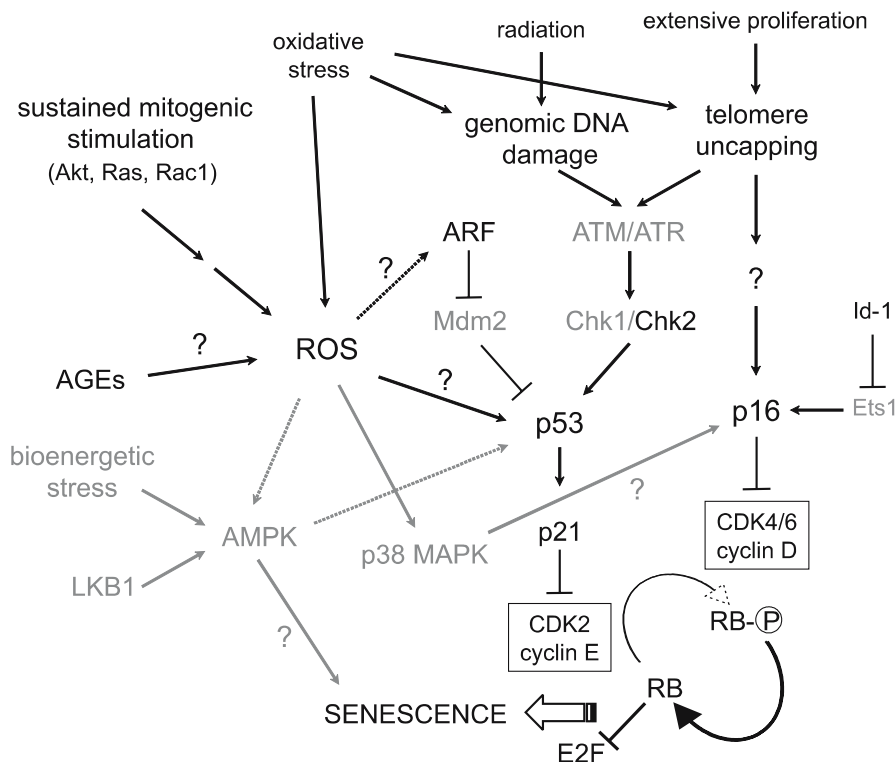 oxidative
stress
radiation
extensive proliferation
sustained mitogenic
stimulation
(Akt, Ras, Rac1)
genomic DNA
damage
telomere
uncapping
ARF
ATM/ATR
?
?
Mdm2
Chk1/Chk2
Id-1
?
ROS
AGEs
?
p53
p16
Ets1
bioenergetic
stress
?
AMPK
p38 MAPK
p21
CDK4/6
cyclin D
LKB1
?
CDK2
cyclin E
RB-P
RB
SENESCENCE
E2F